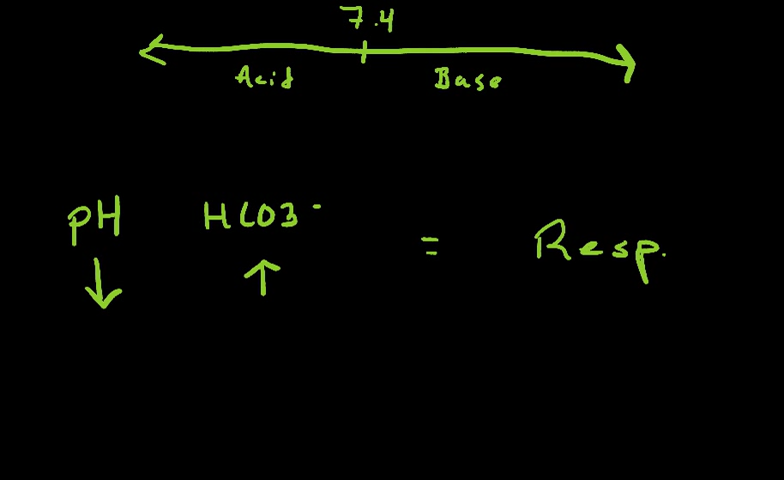 7.4
Acid Base
pH HCO3⁻ = Resp.
↓ ↑